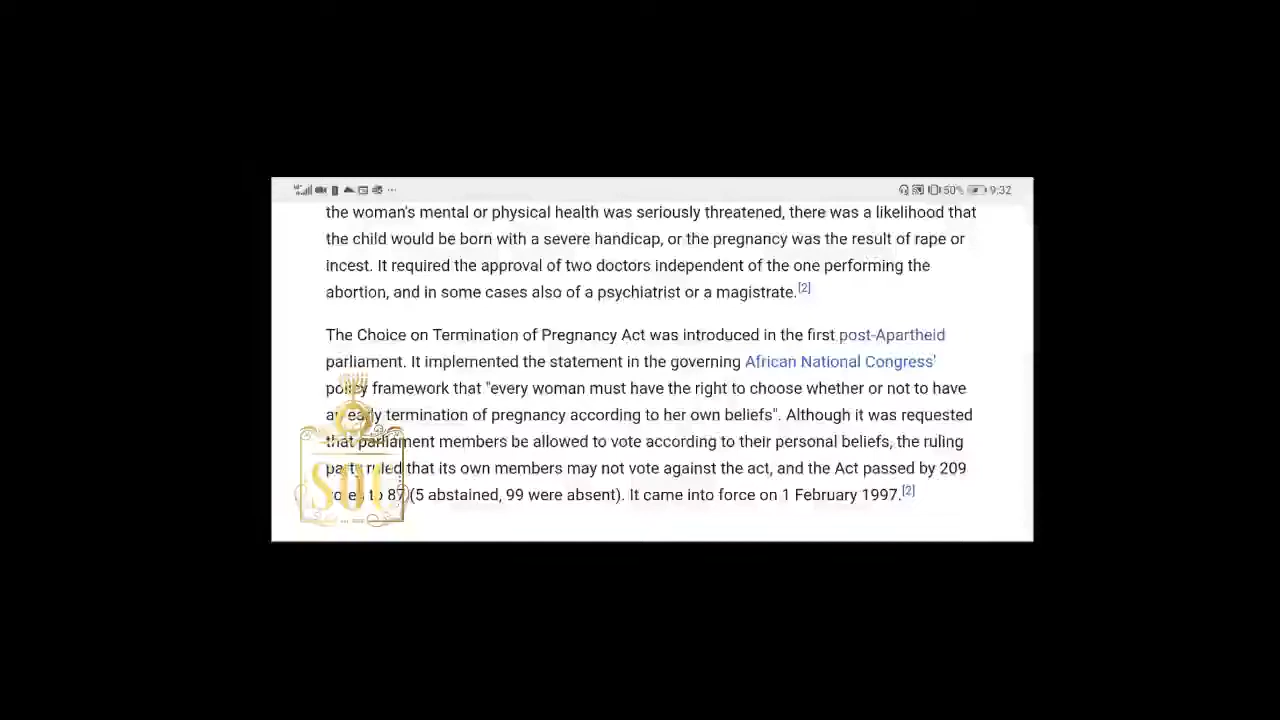 50% 9:32
the woman's mental or physical health was seriously threatened, there was a likelihood that
the child would be born with a severe handicap, or the pregnancy was the result of rape or
incest. It required the approval of two doctors independent of the one performing the
abortion, and in some cases also of a psychiatrist or a magistrate.[2]
The Choice on Termination of Pregnancy Act was introduced in the first post-Apartheid
parliament. It implemented the statement in the governing African National Congress'
policy framework that "every woman must have the right to choose whether or not to have
an early termination of pregnancy according to her own beliefs". Although it was requested
that parliament members be allowed to vote according to their personal beliefs, the ruling
party ruled that its own members may not vote against the act, and the Act passed by 209
votes to 87 (5 abstained, 99 were absent). It came into force on 1 February 1997.[2]